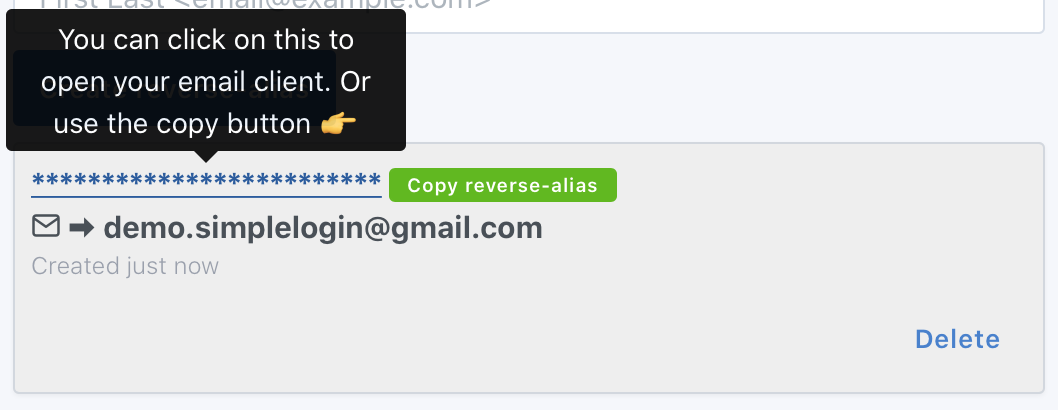 First Last <email@example.com>
You can click on this to
open your email client. Or
use the copy button 👉
************************* Copy reverse-alias
➡ demo.simplelogin@gmail.com
Created just now
Delete